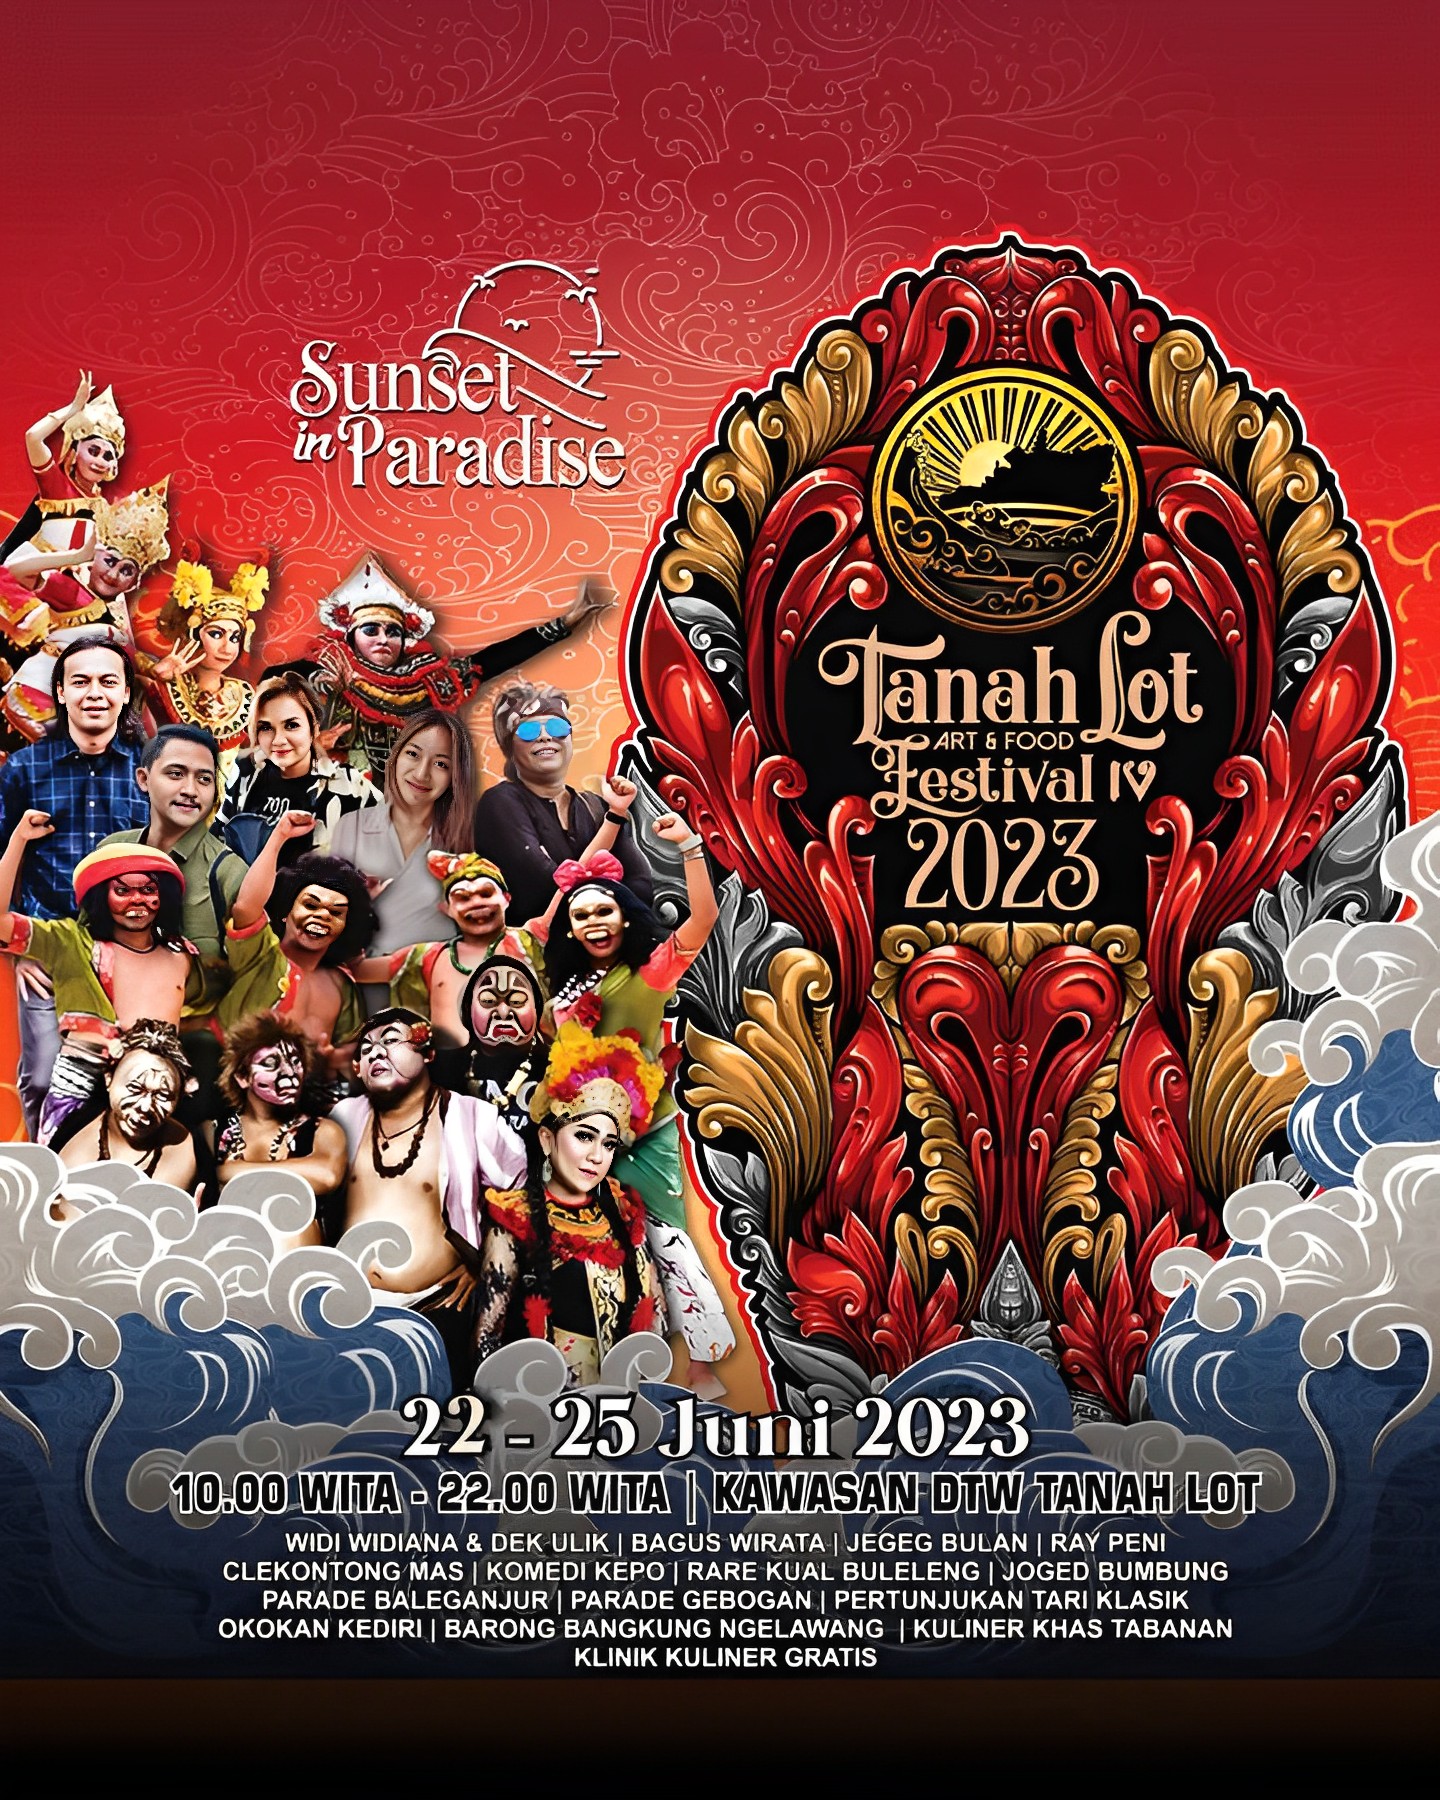 Sunset
in Paradise
Tanah Lot
ART & FOOD
Festival IV
2023
22 - 25 Juni 2023
10.00 WITA - 22.00 WITA | KAWASAN DTW TANAH LOT
WIDI WIDIANA & DEK ULIK | BAGUS WIRATA | JEGEG BULAN | RAY PENI
CLEKONTONG MAS | KOMEDI KEPO | RARE KUAL BULELENG | JOGED BUMBUNG
PARADE BALEGANJUR | PARADE GEBOGAN | PERTUNJUKAN TARI KLASIK
OKOKAN KEDIRI | BARONG BANGKUNG NGELAWANG | KULINER KHAS TABANAN
KLINIK KULINER GRATIS